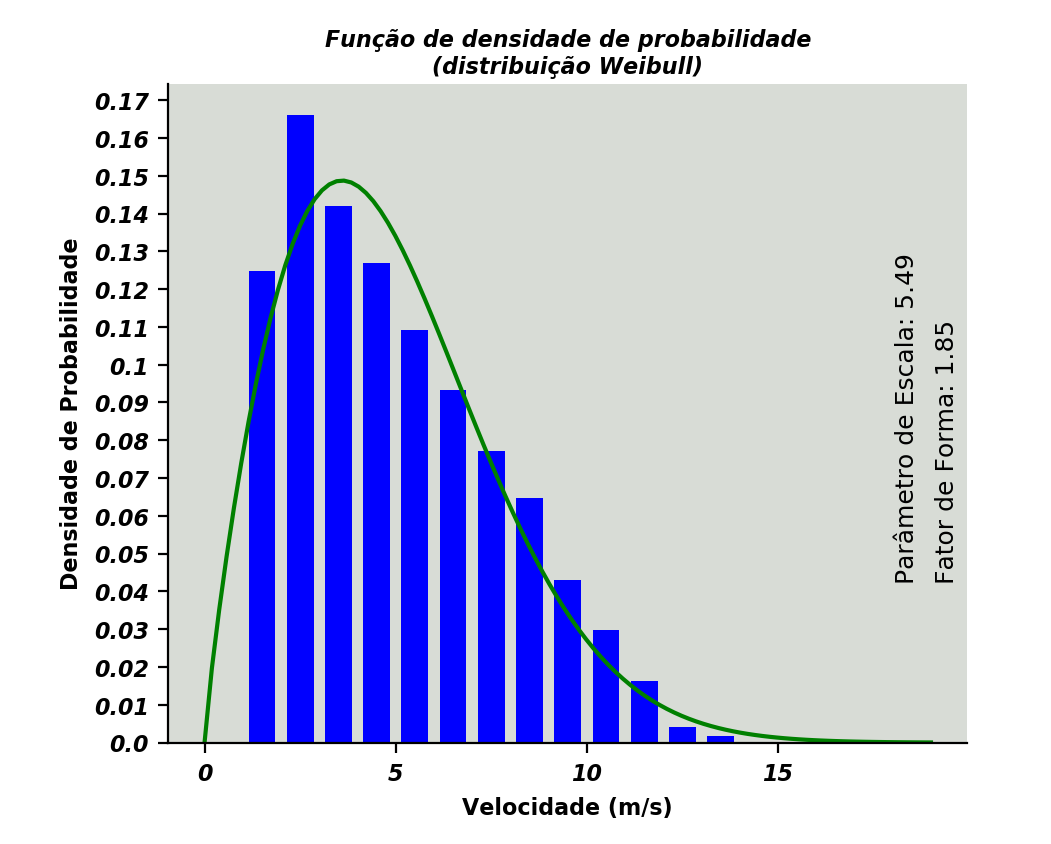 Função de densidade de probabilidade
(distribuição Weibull)
0.17
0.16
0.15
0.14
0.13
0.12
0.11
0.1
0.09
0.08
0.07
0.06
0.05
0.04
0.03
0.02
0.01
0.0
Densidade de Probabilidade
0 5 10 15
Velocidade (m/s)
Parâmetro de Escala: 5.49
Fator de Forma: 1.85